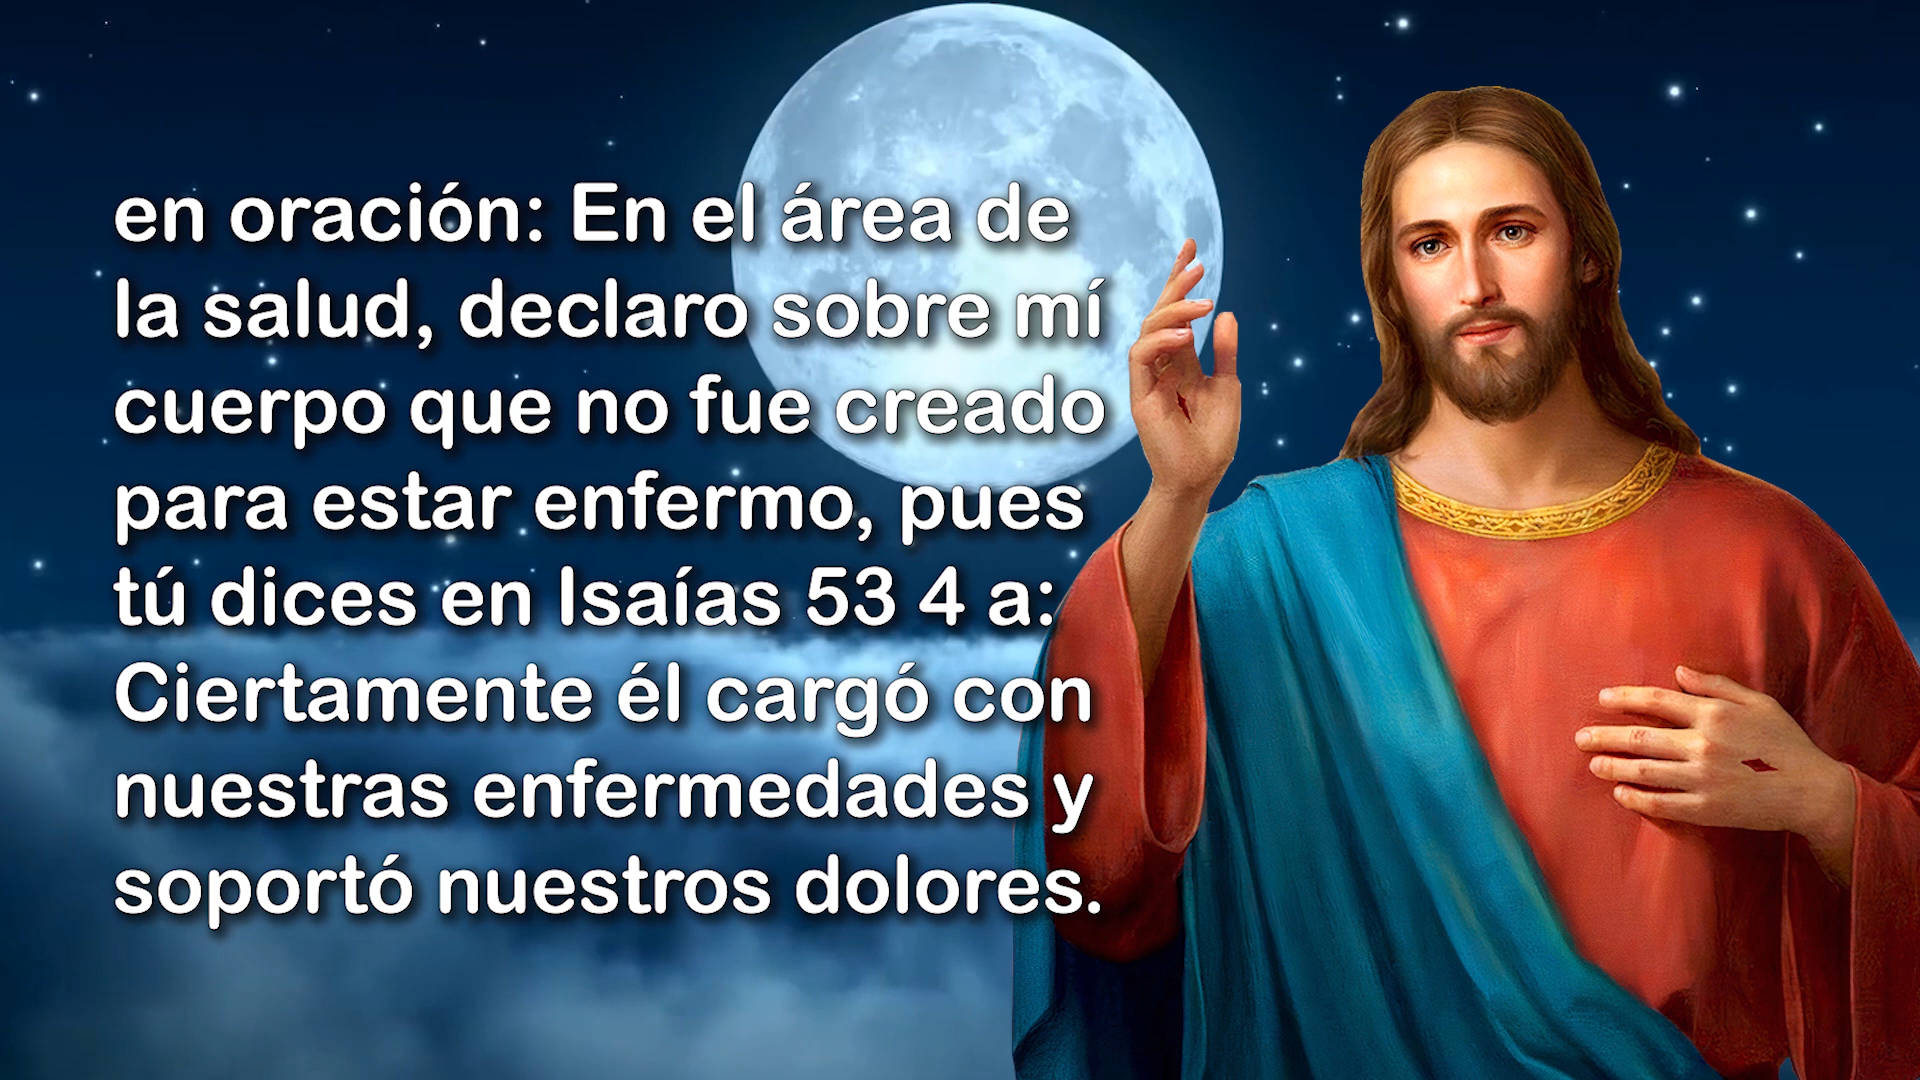 en oración: En el área de
la salud, declaro sobre mí
cuerpo que no fue creado
para estar enfermo, pues
tú dices en Isaías 53 4 a:
Ciertamente él cargó con
nuestras enfermedades y
soportó nuestros dolores.